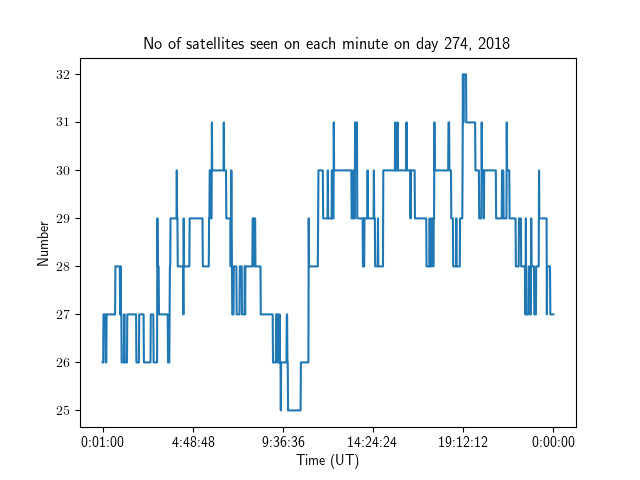 No of satellites seen on each minute on day 274, 2018
32
31
30
29
28
27
26
25
Number
0:01:00 4:48:48 9:36:36 14:24:24 19:12:12 0:00:00
Time (UT)